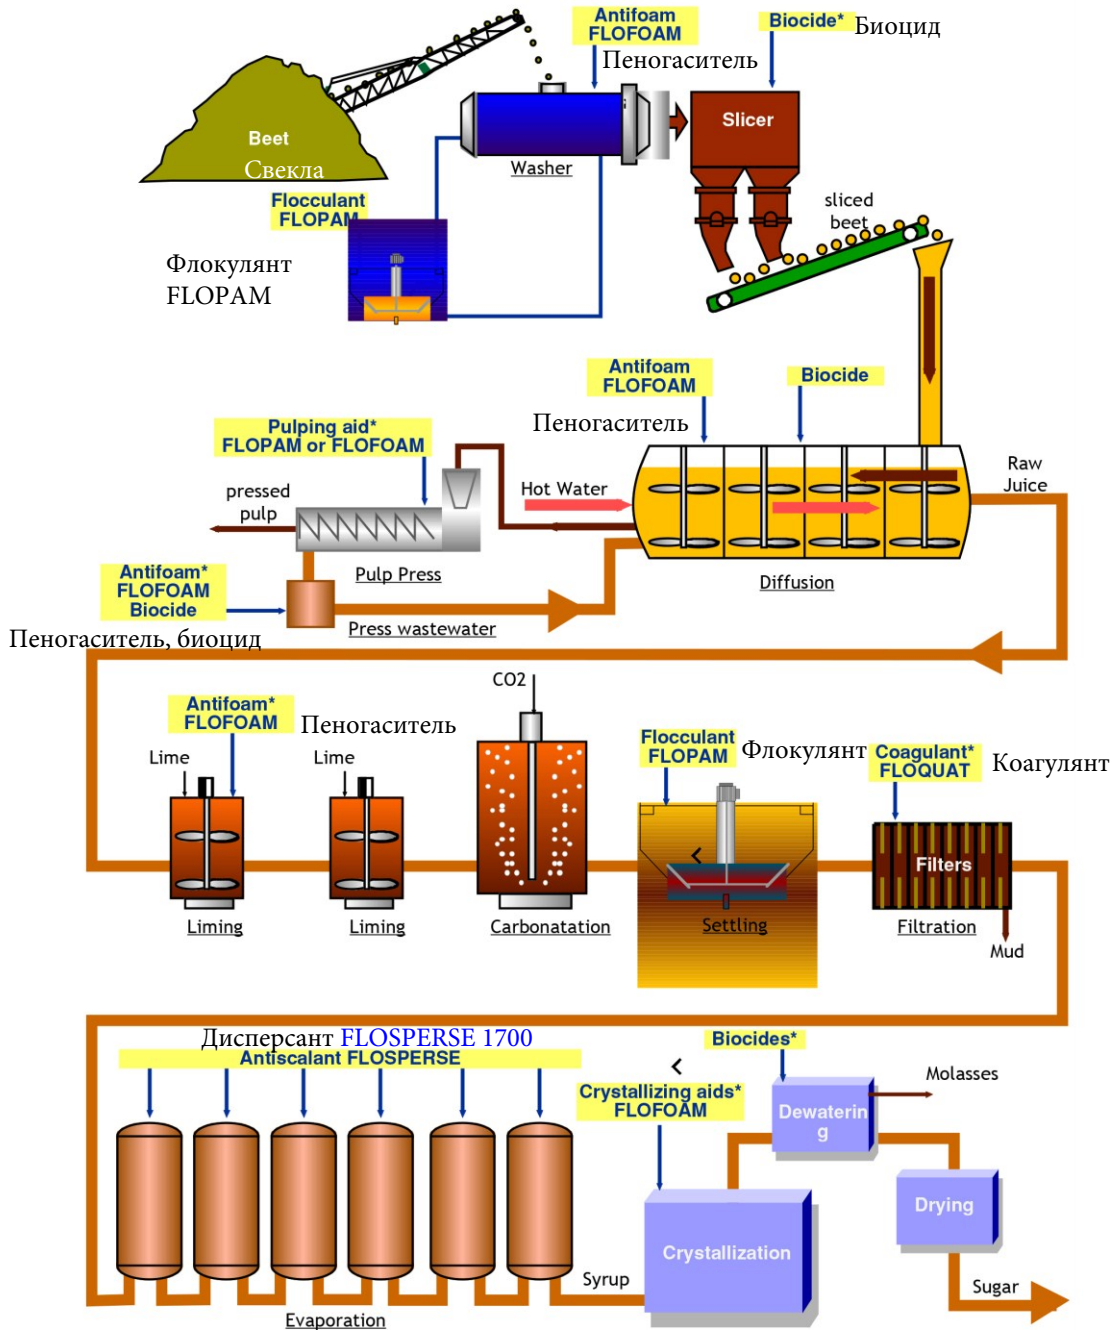 Antifoam
FLOFOAM
Пеногаситель
Biocide*
Биоцид
Beet
Свекла
Washer
Slicer
sliced
beet
Flocculant
FLOPAM
Флокулянт
FLOPAM
Antifoam
FLOFOAM
Пеногаситель
Biocide
Pulping aid*
FLOPAM or FLOFOAM
pressed
pulp
Hot Water
Raw
Juice
Pulp Press
Diffusion
Antifoam*
FLOFOAM
Biocide
Пеногаситель, биоцид
Press wastewater
CO2
Antifoam*
FLOFOAM
Пеногаситель
Lime
Lime
Flocculant
FLOPAM
Флокулянт
Coagulant*
FLOQUAT
Коагулянт
Filters
Liming
Liming
Carbonatation
Settling
Filtration
Mud
Дисперсант FLOSPERSE 1700
Antiscalant FLOSPERSE
Biocides*
Crystallizing aids*
FLOFOAM
Molasses
Dewaterin
g
Drying
Crystallization
Syrup
Sugar
Evaporation